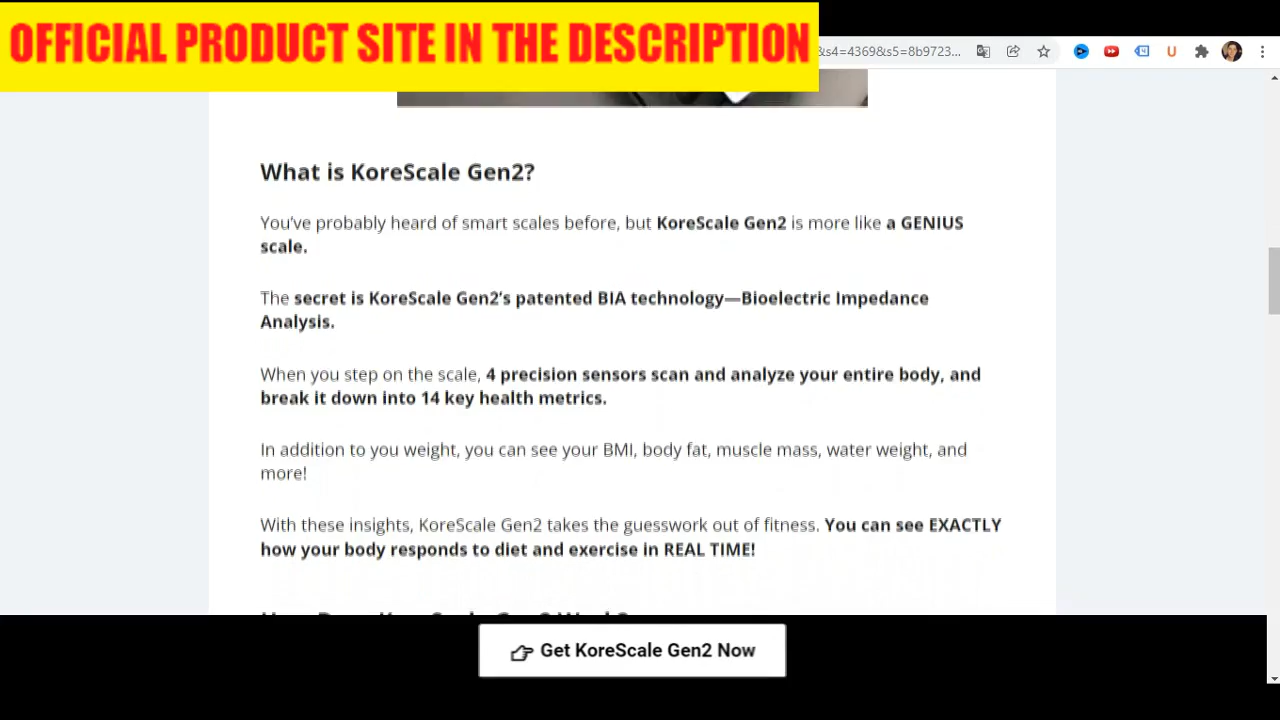 OFFICIAL PRODUCT SITE IN THE DESCRIPTION
&s4=4369&s5=8b9723...
What is KoreScale Gen2?
You’ve probably heard of smart scales before, but KoreScale Gen2 is more like a GENIUS
scale.
The secret is KoreScale Gen2’s patented BIA technology—Bioelectric Impedance
Analysis.
When you step on the scale, 4 precision sensors scan and analyze your entire body, and
break it down into 14 key health metrics.
In addition to you weight, you can see your BMI, body fat, muscle mass, water weight, and
more!
With these insights, KoreScale Gen2 takes the guesswork out of fitness. You can see EXACTLY
how your body responds to diet and exercise in REAL TIME!
Get KoreScale Gen2 Now